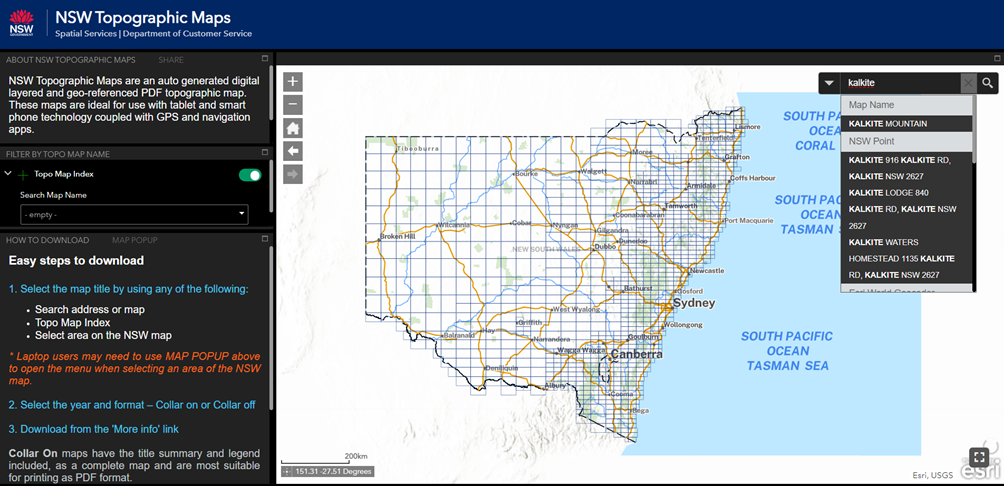 NSW
GOVERNMENT
NSW Topographic Maps
Spatial Services | Department of Customer Service
ABOUT NSW TOPOGRAPHIC MAPS SHARE
NSW Topographic Maps are an auto generated digital
layered and geo-referenced PDF topographic map.
These maps are ideal for use with tablet and smart
phone technology coupled with GPS and navigation
apps.
FILTER BY TOPO MAP NAME
Topo Map Index
Search Map Name
- empty -
HOW TO DOWNLOAD MAP POPUP
Easy steps to download
1. Select the map title by using any of the following:
• Search address or map
• Topo Map Index
• Select area on the NSW map
* Laptop users may need to use MAP POPUP above
to open the menu when selecting an area of the NSW
map.
2. Select the year and format – Collar on or Collar off
3. Download from the 'More info' link
Collar On maps have the title summary and legend
included, as a complete map and are most suitable
for printing as PDF format.
kalkite
Map Name
KALKITE MOUNTAIN
NSW Point
KALKITE 916 KALKITE RD,
KALKITE NSW 2627
KALKITE LODGE 840
KALKITE RD, KALKITE NSW
2627
KALKITE WATERS
HOMESTEAD 1135 KALKITE
RD, KALKITE NSW 2627
Esri World Geocoder
SOUTH PA
OCEA
CORAL
SOUTH PA
OCEAN
TASMAN S
SOUTH PACIFIC
OCEAN
TASMAN SEA
Tibooburra
Lismore
Tenterfield
Moree
Grafton
Bourke
Walgett
Narrabri
Armidale
Coffs Harbour
Tamworth
Wilcannia
Cobar
Nyngan
Coonabarabran
Port Macquarie
Gilgandra
Broken Hill
NEW SOUTH WALES
Dubbo
Dunedoo
Newcastle
Bathurst
Gosford
Sydney
West Wyalong
Griffith
Wollongong
Balranald
Hay
Narrandera
Goulburn
Wagga Wagga
Canberra
Deniliquin
Albury
Cooma
Bega
200km
151.31 -27.51 Degrees
Esri, USGS
esri